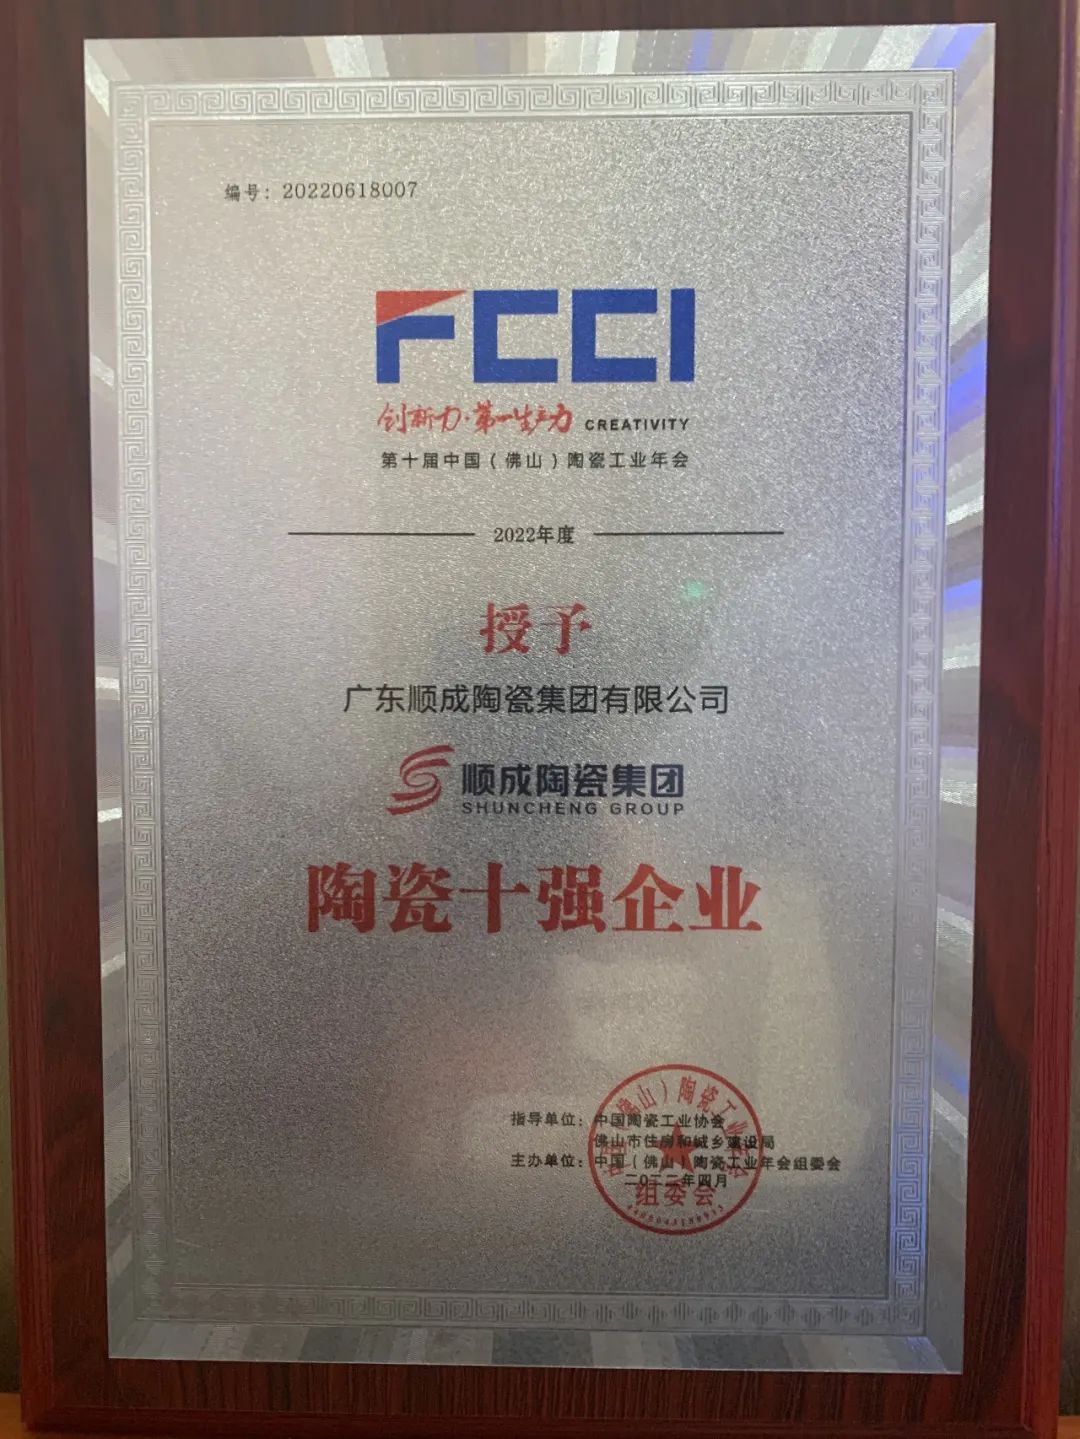 编号：20220618007
FCCI
创新力·第一生产力 CREATIVITY
第十届中国（佛山）陶瓷工业年会
2022年度
授予
广东顺成陶瓷集团有限公司
顺成陶瓷集团
SHUNCHENG GROUP
陶瓷十强企业
指导单位：中国陶瓷工业协会
佛山市住房和城乡建设局
主办单位：中国（佛山）陶瓷工业年会组委会
二〇二二年四月
组委会